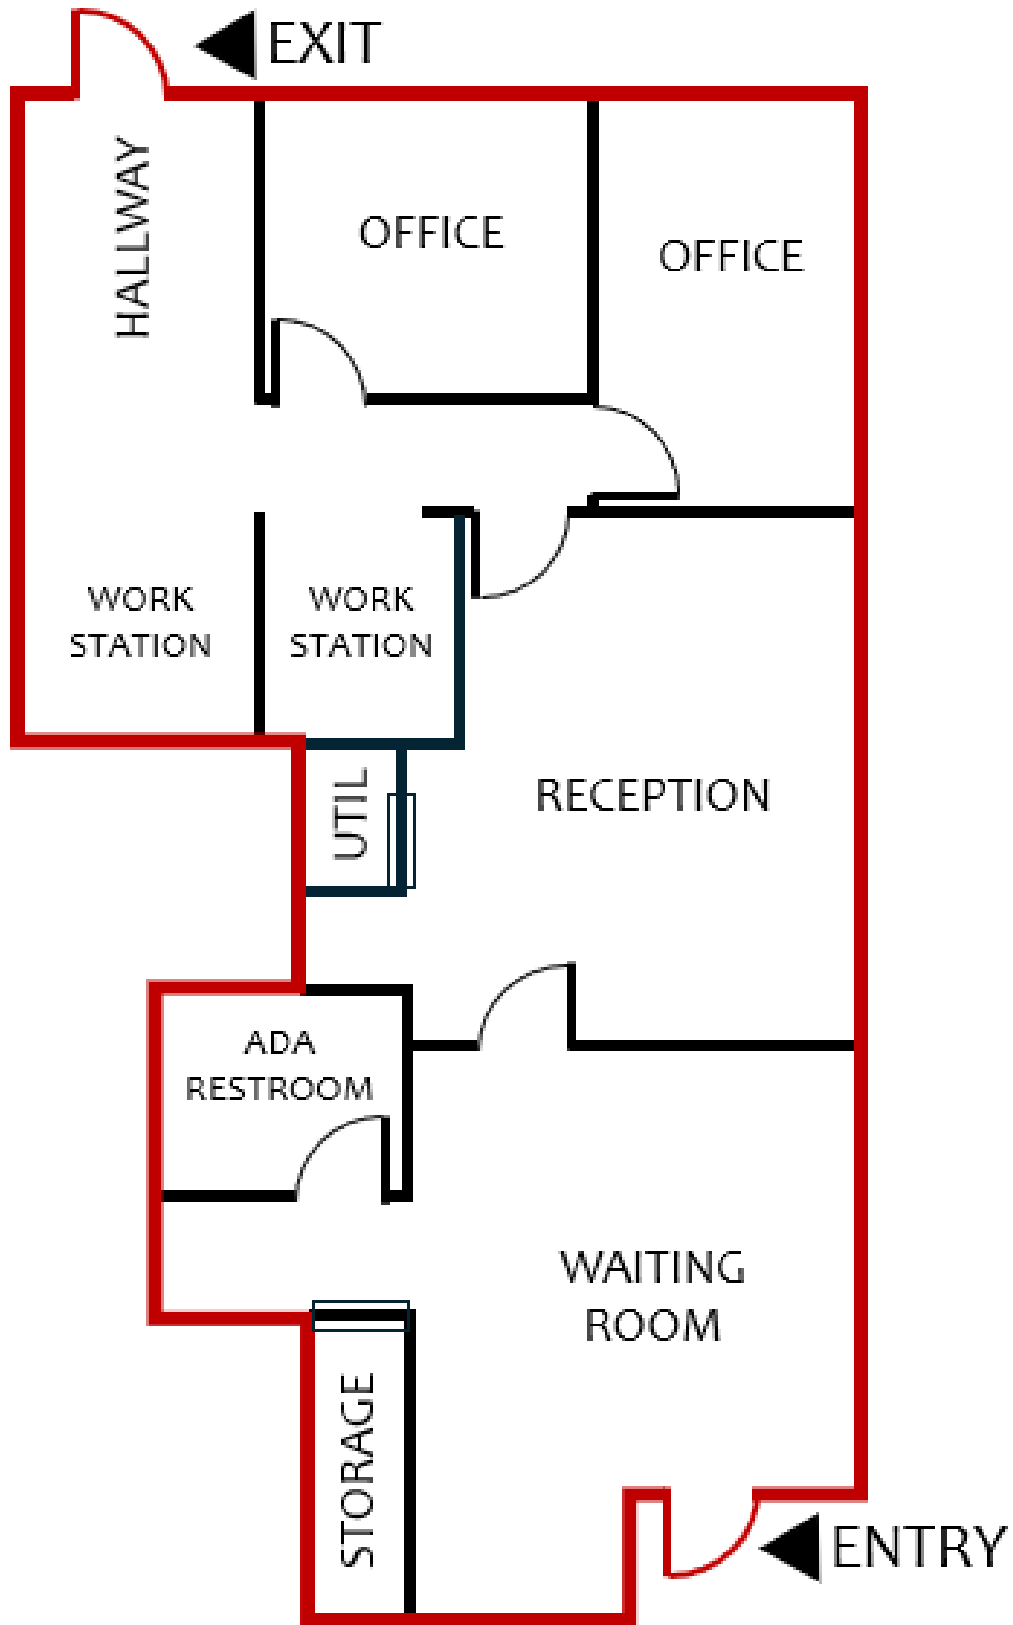 EXIT
HALLWAY
OFFICE
OFFICE
WORK
STATION
WORK
STATION
UTIL
RECEPTION
ADA
RESTROOM
WAITING
ROOM
STORAGE
ENTRY